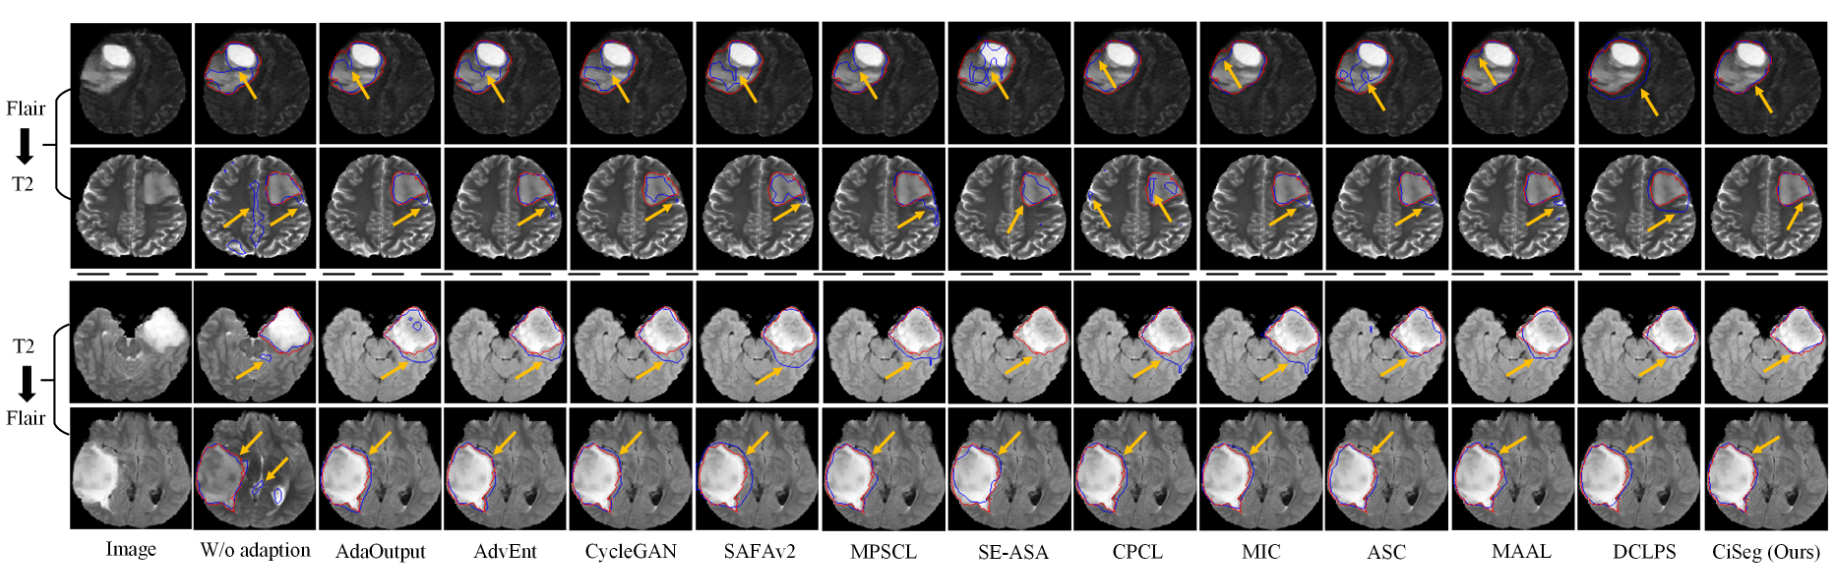 Flair
T2
T2
Flair
Image W/o adaption AdaOutput AdvEnt CycleGAN SAFAv2 MPSCL SE-ASA CPCL MIC ASC MAAL DCLPS CiSeg (Ours)